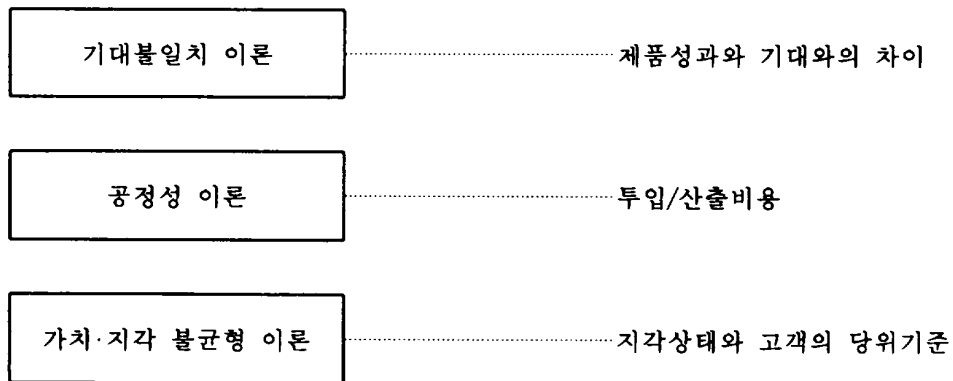 기대불일치 이론 제품성과와 기대와의 차이
공정성 이론 투입/산출비용
가치·지각 불균형 이론 지각상태와 고객의 당위기준